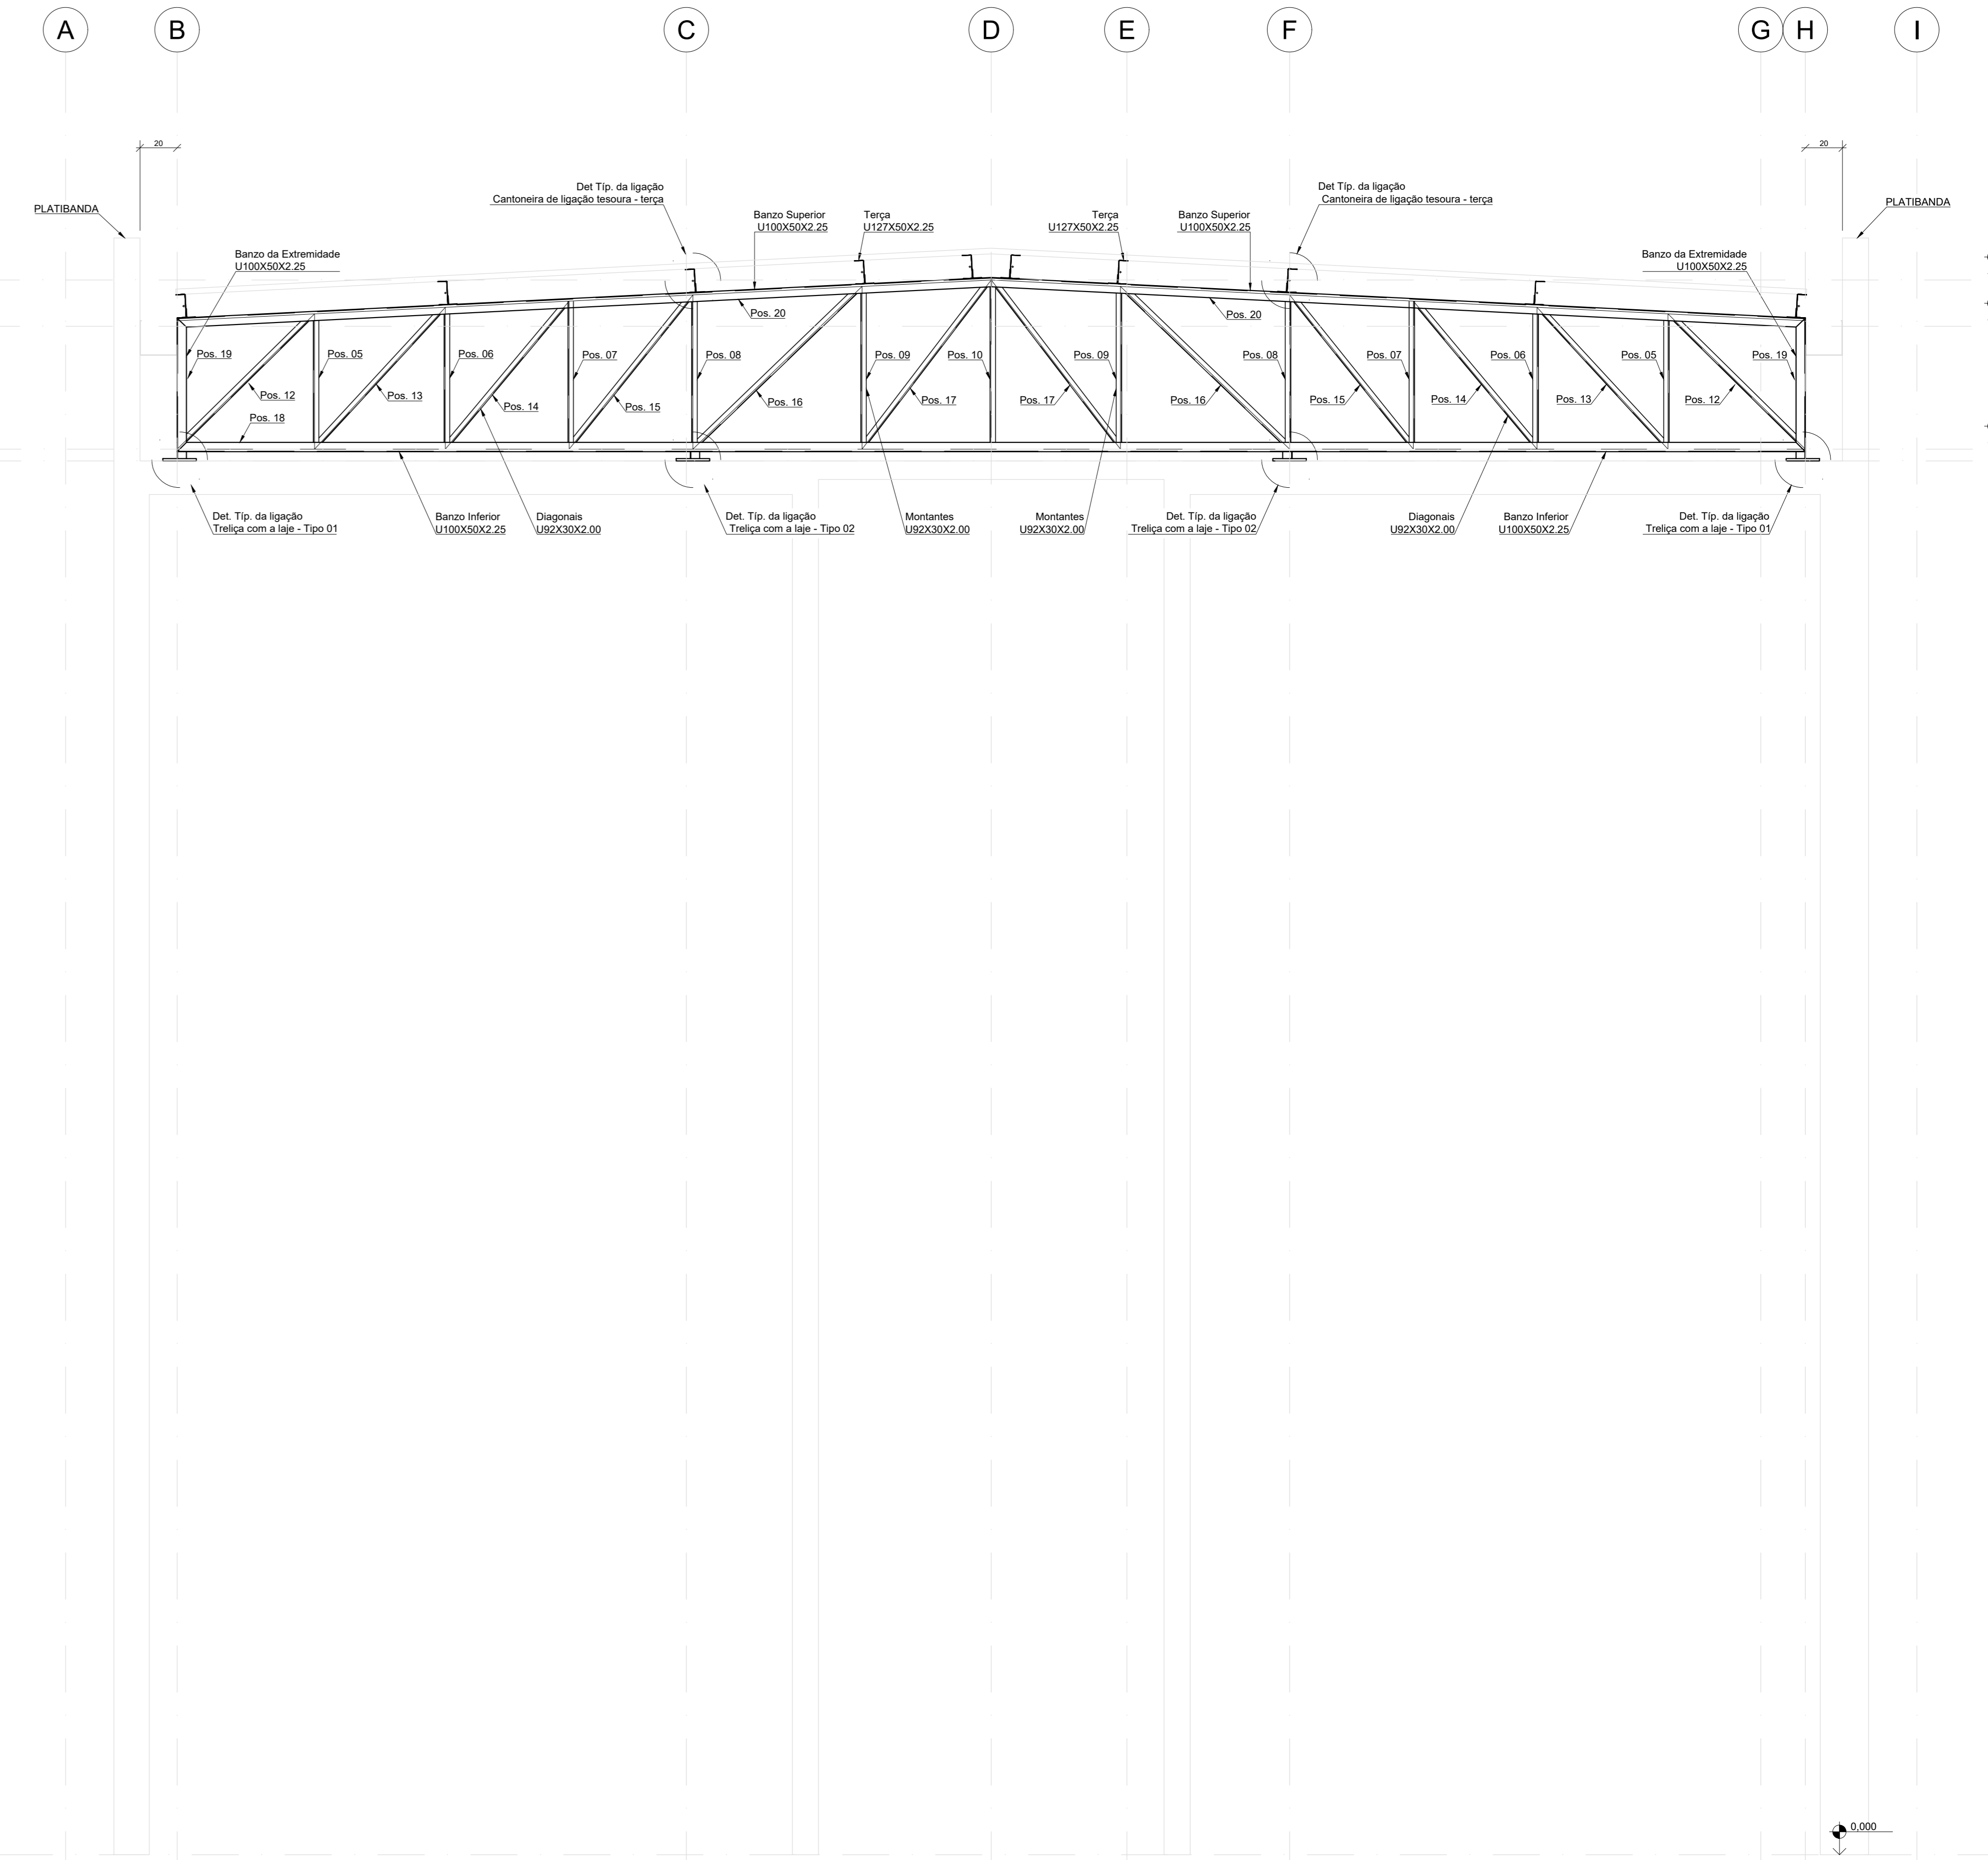 A
B
C
D
E
F
G
H
I
20
20
Det Típ. da ligação
Cantoneira de ligação tesoura - terça
Det Típ. da ligação
Cantoneira de ligação tesoura - terça
PLATIBANDA
PLATIBANDA
Banzo Superior
U100X50X2.25
Terça
U127X50X2.25
Terça
U127X50X2.25
Banzo Superior
U100X50X2.25
Banzo da Extremidade
U100X50X2.25
Banzo da Extremidade
U100X50X2.25
Pos. 20
Pos. 20
Pos. 19
Pos. 05
Pos. 06
Pos. 07
Pos. 08
Pos. 09
Pos. 10
Pos. 09
Pos. 08
Pos. 07
Pos. 06
Pos. 05
Pos. 19
Pos. 12
Pos. 13
Pos. 14
Pos. 15
Pos. 16
Pos. 17
Pos. 17
Pos. 16
Pos. 15
Pos. 14
Pos. 13
Pos. 12
Pos. 18
Det. Típ. da ligação
Treliça com a laje - Tipo 01
Banzo Inferior
U100X50X2.25
Diagonais
U92X30X2.00
Det. Típ. da ligação
Treliça com a laje - Tipo 02
Montantes
U92X30X2.00
Montantes
U92X30X2.00
Det. Típ. da ligação
Treliça com a laje - Tipo 02
Diagonais
U92X30X2.00
Banzo Inferior
U100X50X2.25
Det. Típ. da ligação
Treliça com a laje - Tipo 01
0,000